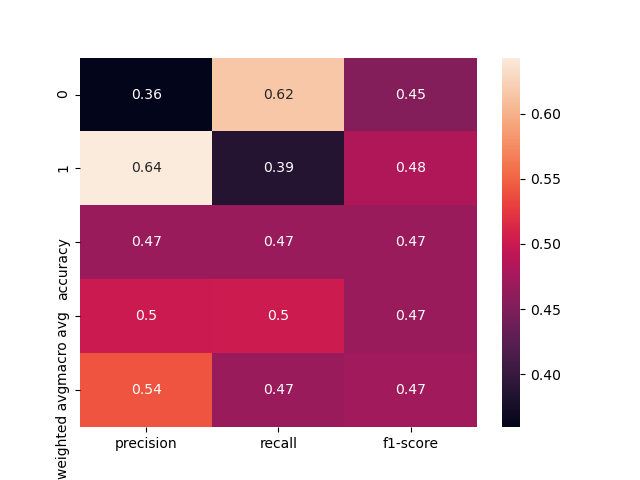 0 0.36 0.62 0.45
1 0.64 0.39 0.48
accuracy 0.47 0.47 0.47
macro avg 0.5 0.5 0.47
weighted avg 0.54 0.47 0.47
precision recall f1-score
0.60
0.55
0.50
0.45
0.40